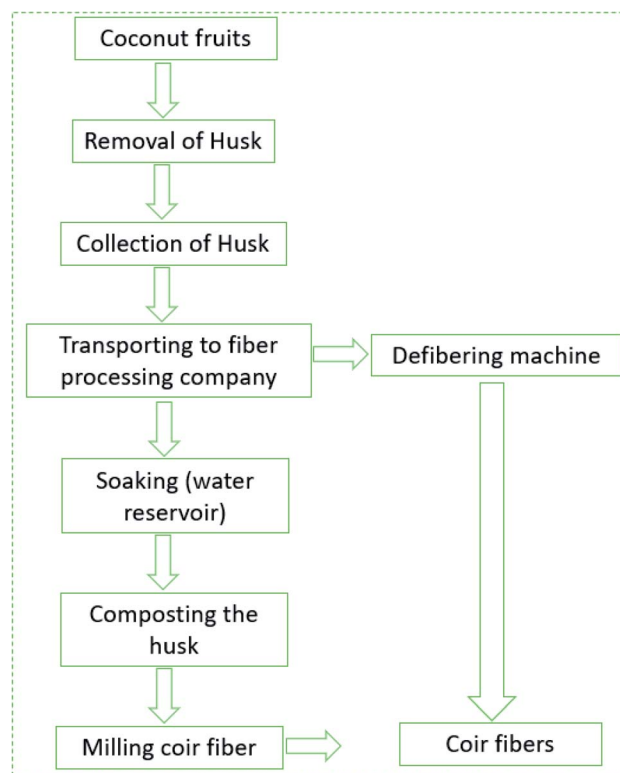 Coconut fruits
Removal of Husk
Collection of Husk
Transporting to fiber
processing company
Defibering machine
Soaking (water
reservoir)
Composting the
husk
Milling coir fiber
Coir fibers